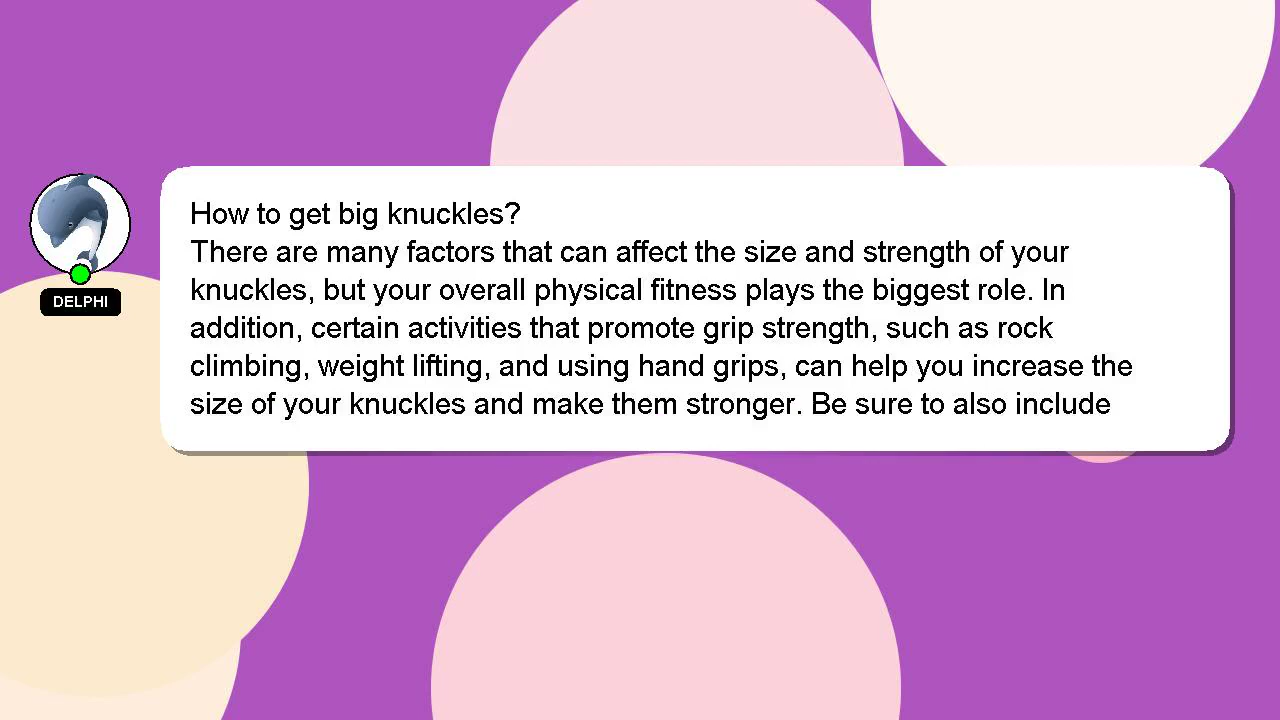 How to get big knuckles?
There are many factors that can affect the size and strength of your
knuckles, but your overall physical fitness plays the biggest role. In
addition, certain activities that promote grip strength, such as rock
climbing, weight lifting, and using hand grips, can help you increase the
size of your knuckles and make them stronger. Be sure to also include
DELPHI